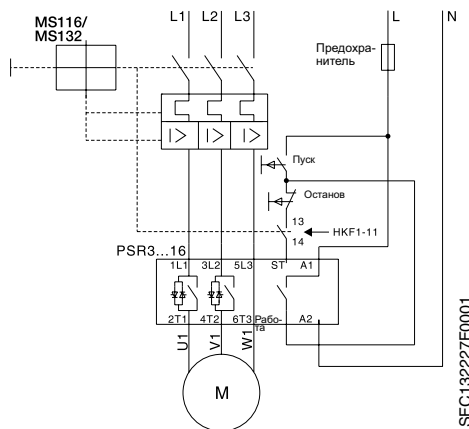 MS116/
MS132
L1 L2 L3 L N
Предохра-
нитель
Пуск
Останов
13
14
HKF1-11
PSR3...16
1L1 3L2 5L3 ST A1
2T1 4T2 6T3 Рабо-
та
A2
U1 V1 W1
M
SFC132227F0001